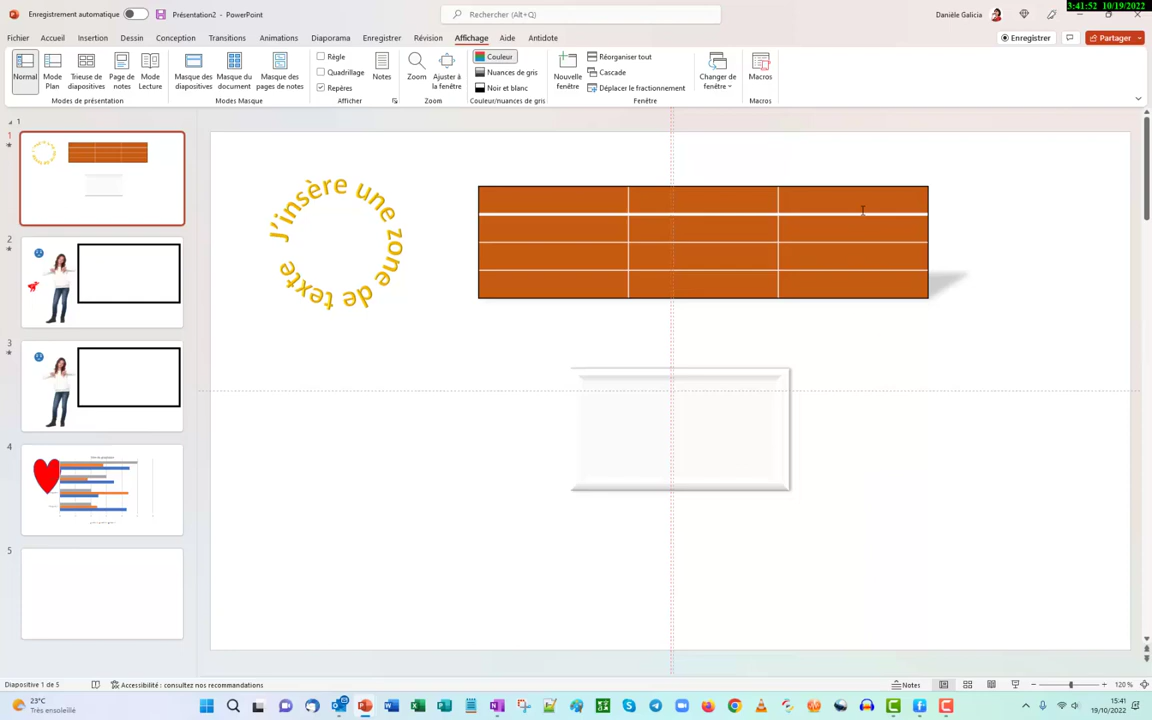 3:41:52 10/19/2022
Enregistrement automatique
Présentation2 - PowerPoint
Rechercher (Alt+Q)
Danièle Galicia
Fichier Accueil Insertion Dessin Conception Transitions Animations Diaporama Enregistrer Révision Affichage Aide Antidote
Enregistrer
Partager
Normal
Mode Plan
Trieuse de diapositives
Page de notes
Mode Lecture
Modes de présentation
Masque des diapositives
Masque du document
Masque des pages de notes
Modes Masque
Règle
Quadrillage
Repères
Notes
Afficher
Zoom
Ajuster à la fenêtre
Zoom
Couleur
Nuances de gris
Noir et blanc
Couleur/nuances de gris
Nouvelle fenêtre
Réorganiser tout
Cascade
Déplacer le fractionnement
Fenêtre
Changer de fenêtre
Macros
Macros
1
1
2
3
4
5
J'insère une zone de texte
Diapositive 1 de 5
Accessibilité : consultez nos recommandations
Notes
120 %
23°C
Très ensoleillé
15:41
19/10/2022